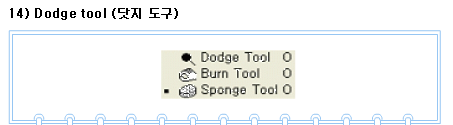 14) Dodge tool (닷지 도구)
Dodge Tool O
Burn Tool O
Sponge Tool O